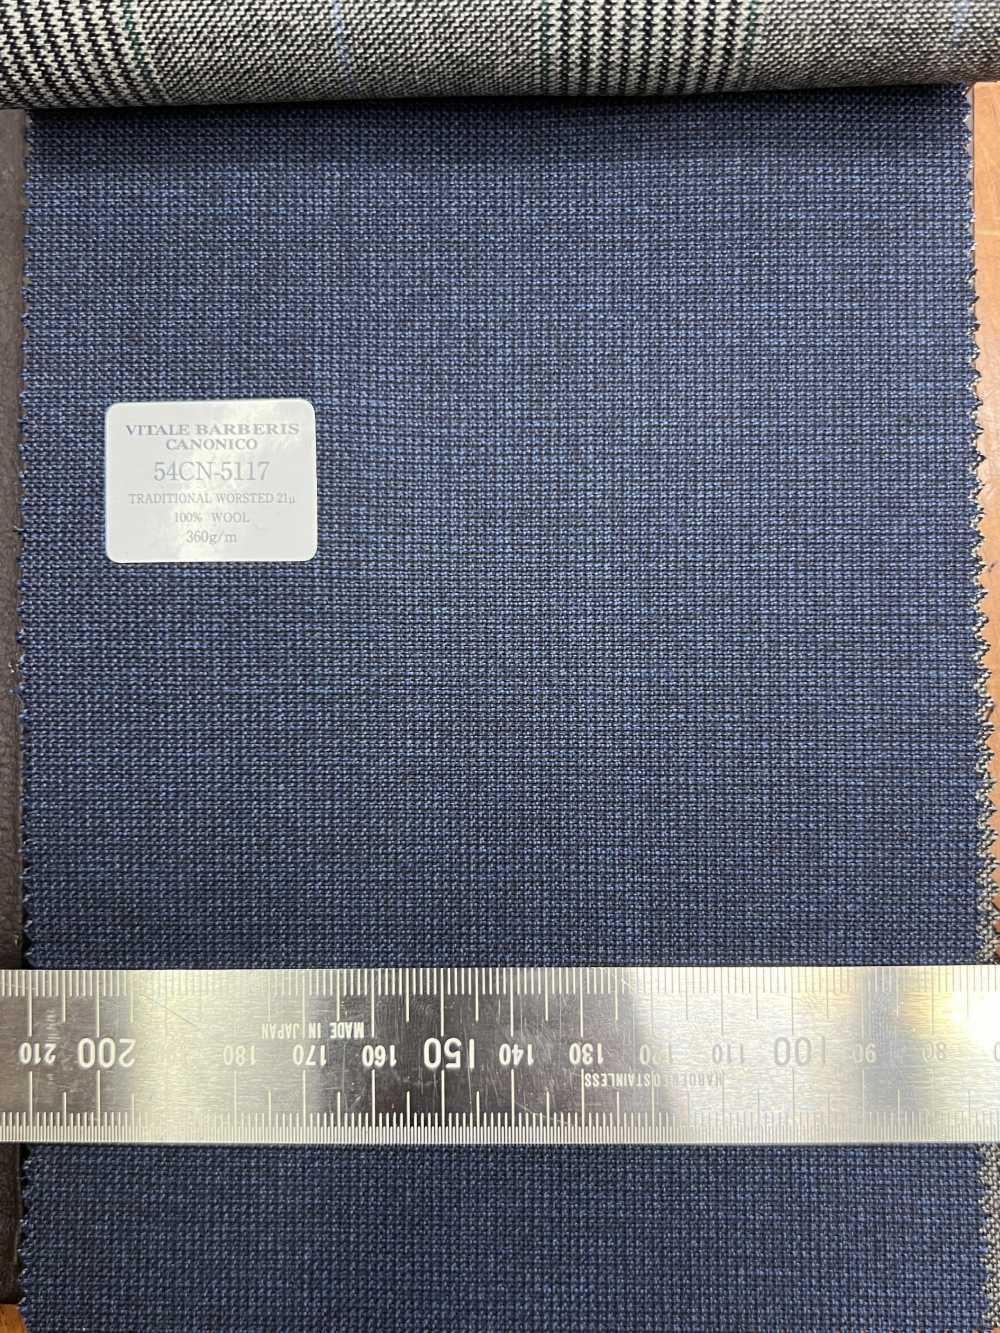 VITALE BARBERIS
CANONICO
54CN-5117
TRADITIONAL WORSTED 21μ
100% WOOL
360g/m
MADE IN JAPAN
210 200 180 170 160 150 140 130 120 110 100 90 80
HARDENED STAINLESS